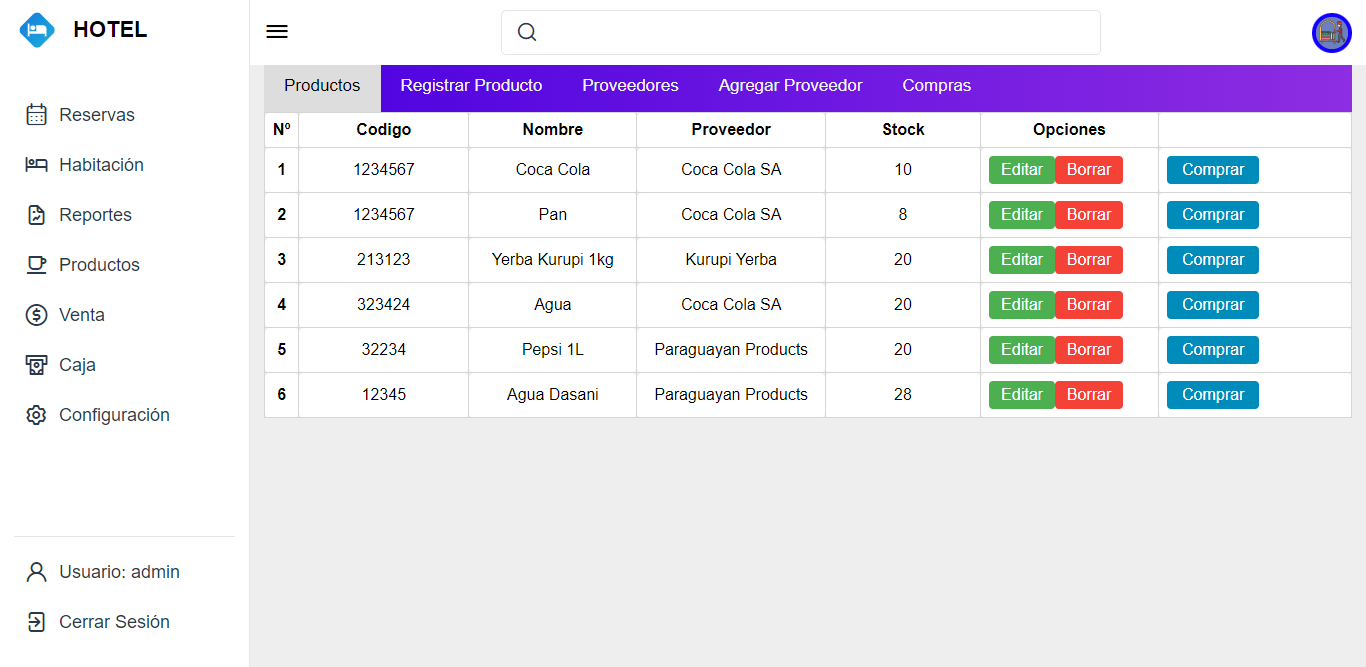 HOTEL
Reservas
Habitación
Reportes
Productos
Venta
Caja
Configuración
Usuario: admin
Cerrar Sesión
Productos Registrar Producto Proveedores Agregar Proveedor Compras
Nº Codigo Nombre Proveedor Stock Opciones
1 1234567 Coca Cola Coca Cola SA 10 Editar Borrar Comprar
2 1234567 Pan Coca Cola SA 8 Editar Borrar Comprar
3 213123 Yerba Kurupi 1kg Kurupi Yerba 20 Editar Borrar Comprar
4 323424 Agua Coca Cola SA 20 Editar Borrar Comprar
5 32234 Pepsi 1L Paraguayan Products 20 Editar Borrar Comprar
6 12345 Agua Dasani Paraguayan Products 28 Editar Borrar Comprar